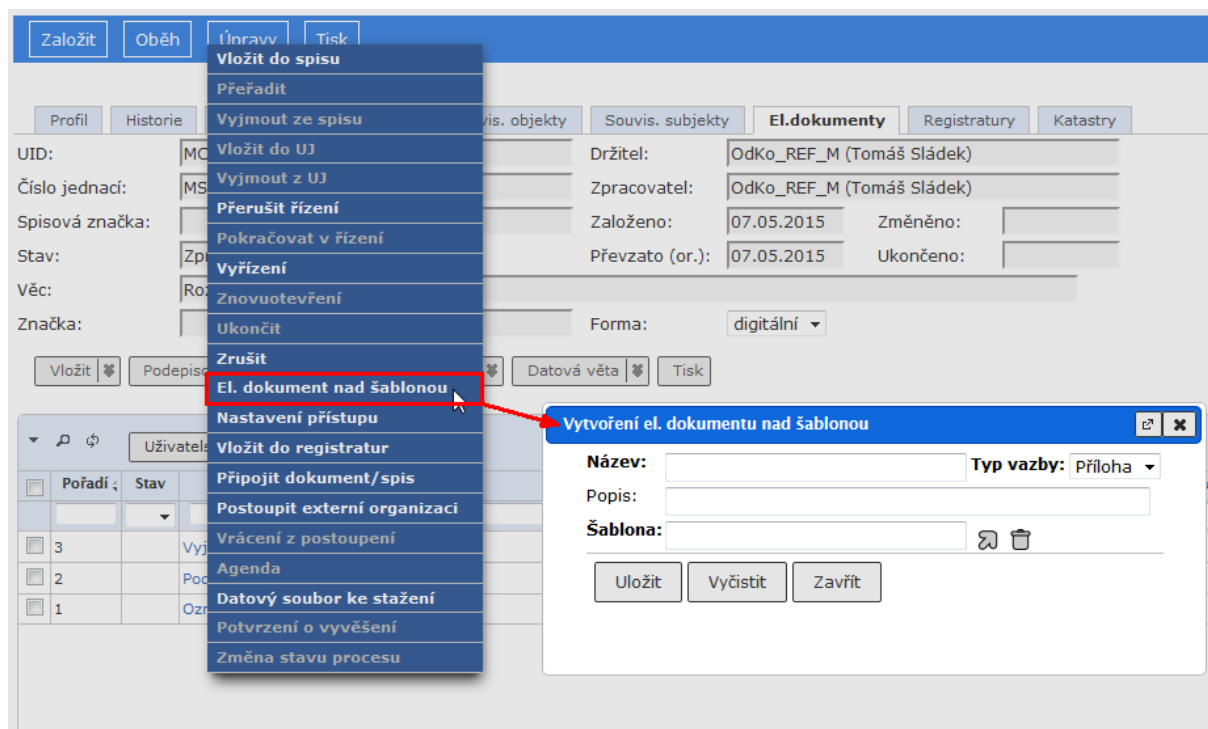 Založit Oběh Úpravy Tisk
Vložit do spisu
Přeřadit
Vyjmout ze spisu
Vložit do UJ
Vyjmout z UJ
Přerušit řízení
Pokračovat v řízení
Vyřízení
Znovuotevření
Ukončit
Zrušit
El. dokument nad šablonou
Nastavení přístupu
Vložit do registratur
Připojit dokument/spis
Postoupit externí organizaci
Vrácení z postoupení
Agenda
Datový soubor ke stažení
Potvrzení o vyvěšení
Změna stavu procesu
Profil Historie vis. objekty Souvis. subjekty El.dokumenty Registratury Katastry
UID: MC Držitel: OdKo_REF_M (Tomáš Sládek)
Číslo jednací: MS Zpracovatel: OdKo_REF_M (Tomáš Sládek)
Spisová značka: Založeno: 07.05.2015 Změněno:
Stav: Zpr Převzato (or.): 07.05.2015 Ukončeno:
Věc: Roz
Značka: Forma: digitální
Vložit Podepiso Datová věta Tisk
Uživatels
Pořadí Stav
3 Vyj
2 Pod
1 Ozn
Vytvoření el. dokumentu nad šablonou
Název: Typ vazby: Příloha
Popis:
Šablona:
Uložit Vyčistit Zavřít